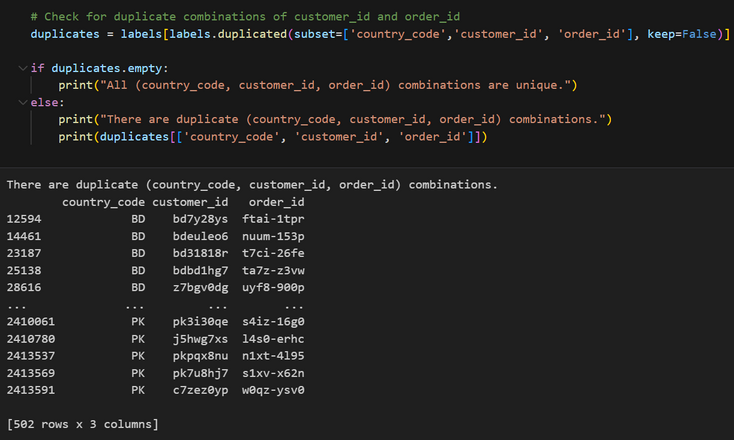 # Check for duplicate combinations of customer_id and order_id
duplicates = labels[labels.duplicated(subset=['country_code','customer_id', 'order_id'], keep=False)]
if duplicates.empty:
print("All (country_code, customer_id, order_id) combinations are unique.")
else:
print("There are duplicate (country_code, customer_id, order_id) combinations.")
print(duplicates[['country_code', 'customer_id', 'order_id']])
There are duplicate (country_code, customer_id, order_id) combinations.
country_code customer_id order_id
12594 BD bd7y28ys ftai-1tpr
14461 BD bdeuleo6 nuum-153p
23187 BD bd31818r t7ci-26fe
25138 BD bdbd1hg7 ta7z-z3vw
28616 BD z7bgv0dg uyf8-900p
... ... ... ...
2410061 PK pk3i30qe s4iz-16g0
2410780 PK j5hwg7xs l4s0-erhc
2413537 PK pkpqx8nu n1xt-4l95
2413569 PK pk7u8hj7 s1xv-x62n
2413591 PK c7zez0yp w0qz-ysv0
[502 rows x 3 columns]